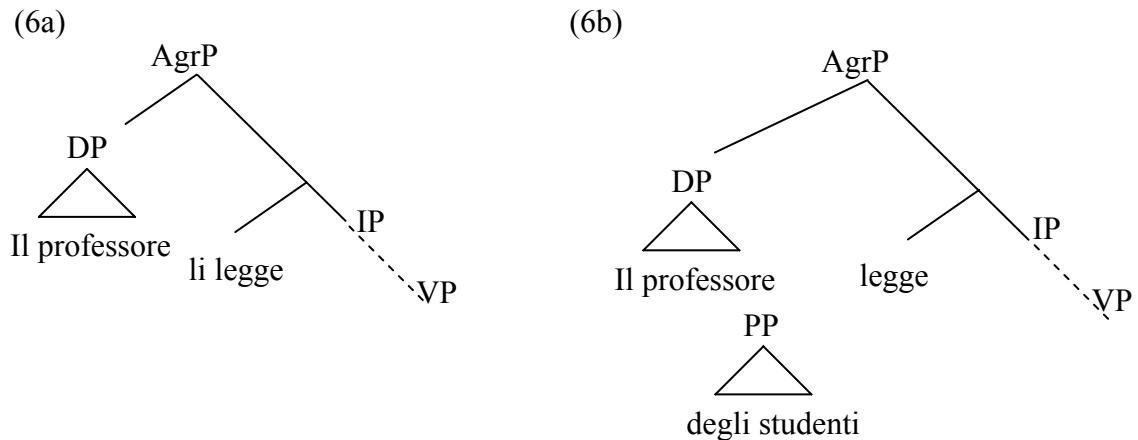 (6a)
AgrP
DP
Il professore
li legge
IP
VP
(6b)
AgrP
DP
Il professore
PP
degli studenti
legge
IP
VP